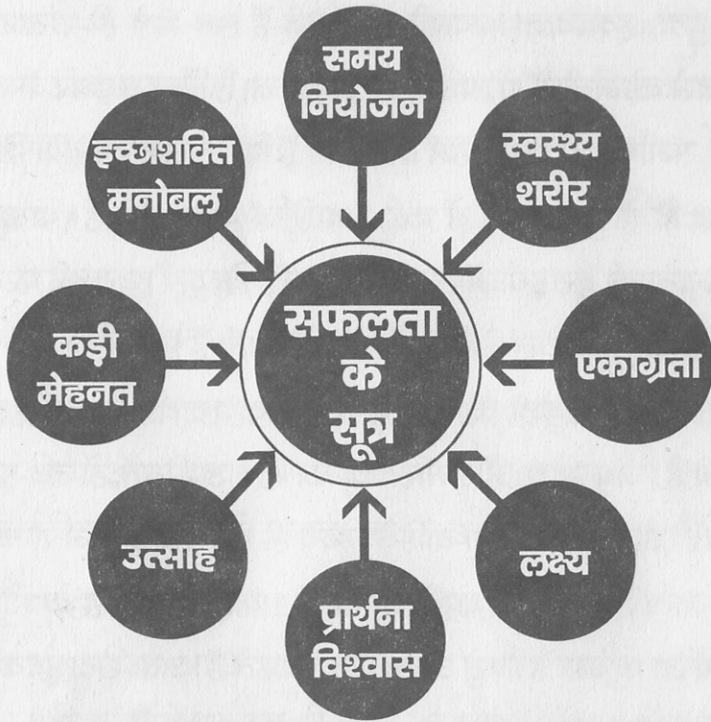 समय
नियोजन
स्वस्थ्य
शरीर
एकाग्रता
लक्ष्य
प्रार्थना
विश्वास
उत्साह
कड़ी
मेहनत
इच्छाशक्ति
मनोबल
सफलता
के
सूत्र